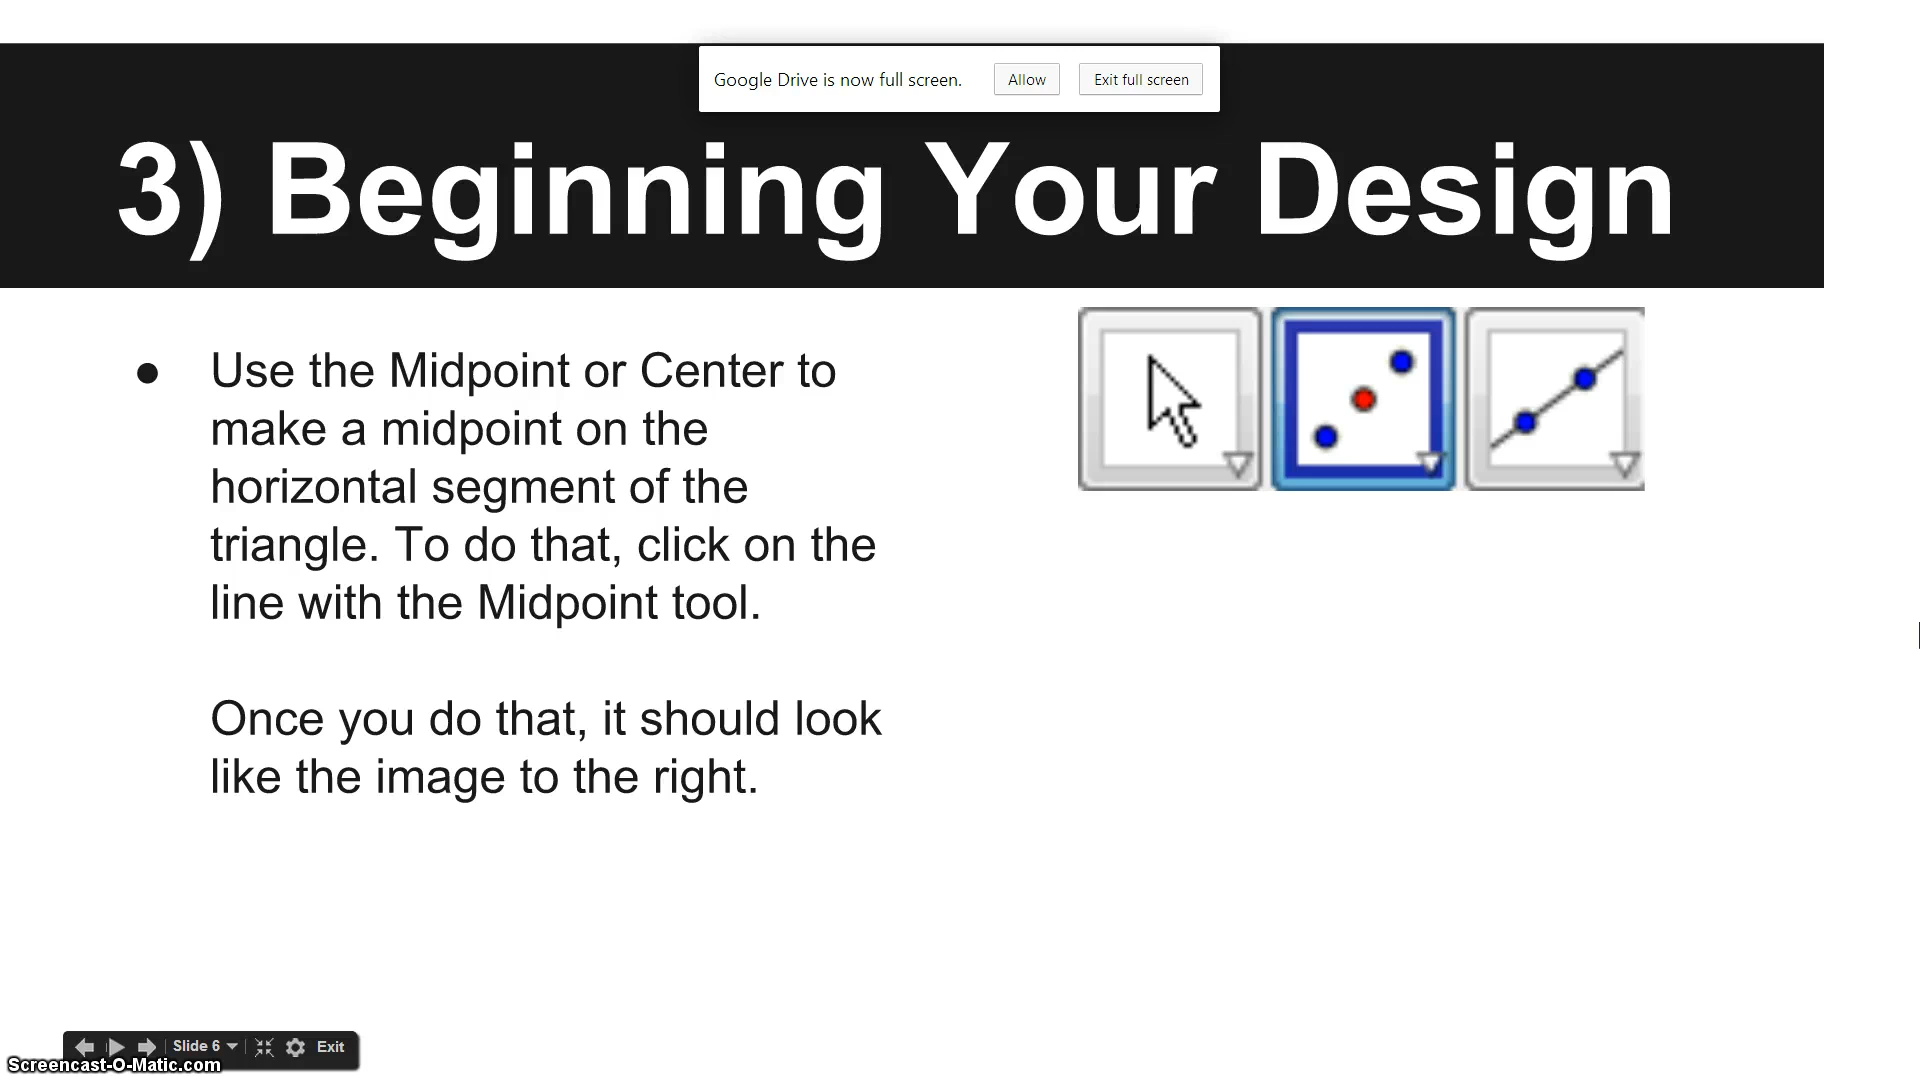 Google Drive is now full screen. Allow Exit full screen
3) Beginning Your Design
● Use the Midpoint or Center to
make a midpoint on the
horizontal segment of the
triangle. To do that, click on the
line with the Midpoint tool.
Once you do that, it should look
like the image to the right.
Slide 6 Exit
Screencast-O-Matic.com